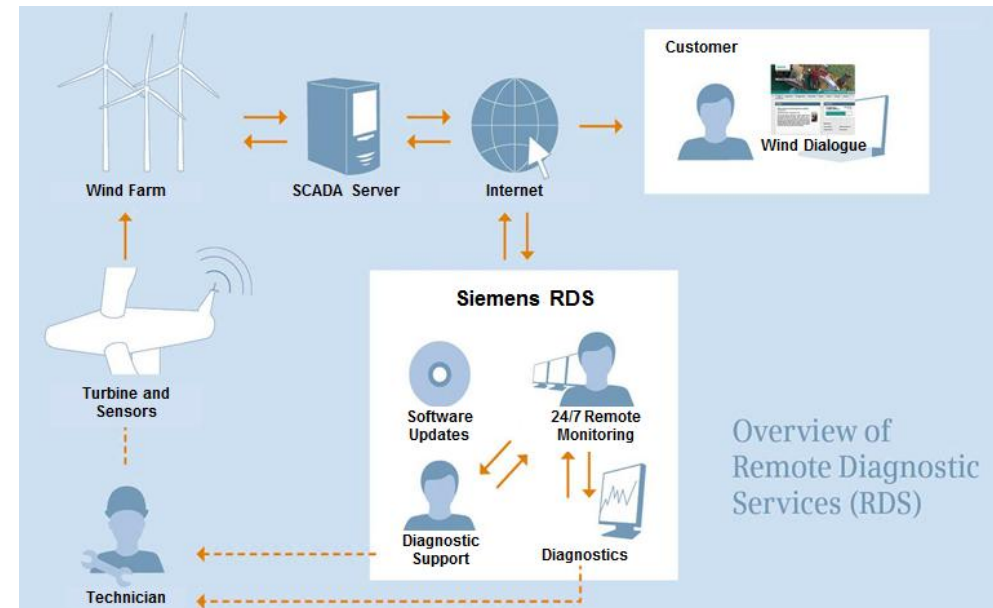 Customer
Wind Dialogue
Wind Farm
SCADA Server
Internet
Siemens RDS
Turbine and
Sensors
Software
Updates
24/7 Remote
Monitoring
Overview of
Remote Diagnostic
Services (RDS)
Diagnostic
Support
Diagnostics
Technician